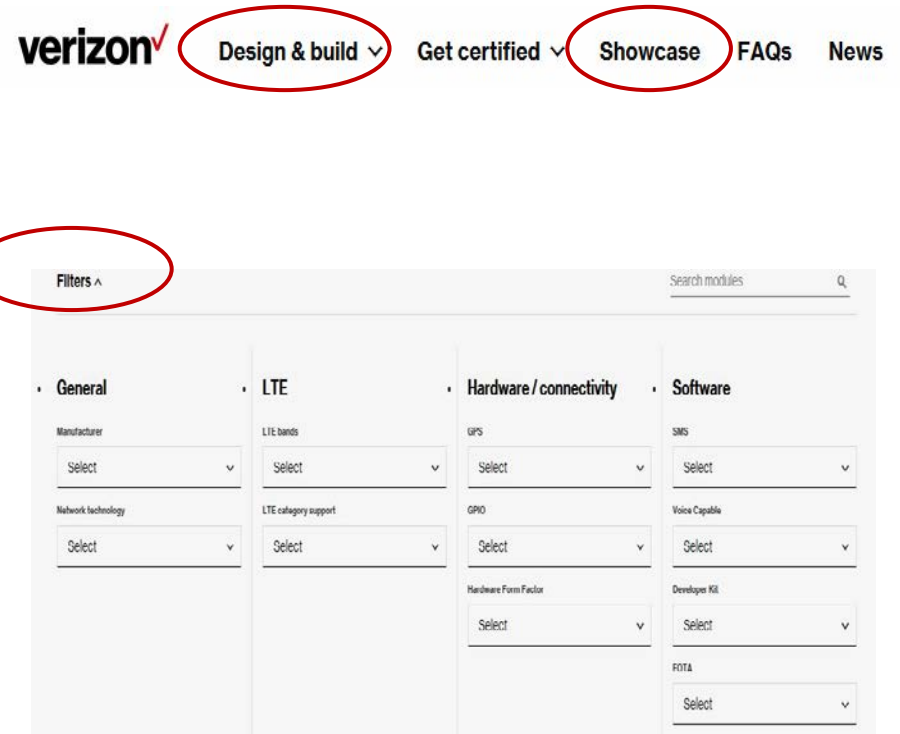 verizon Design & build Get certified Showcase FAQs News
Filters Search modules
General LTE Hardware / connectivity Software
Manufacturer LTE bands GPS SMS
Select Select Select Select
Network technology LTE category support GPIO Voice Capable
Select Select Select Select
Hardware Form Factor Developer Kit
Select Select
FOTA
Select